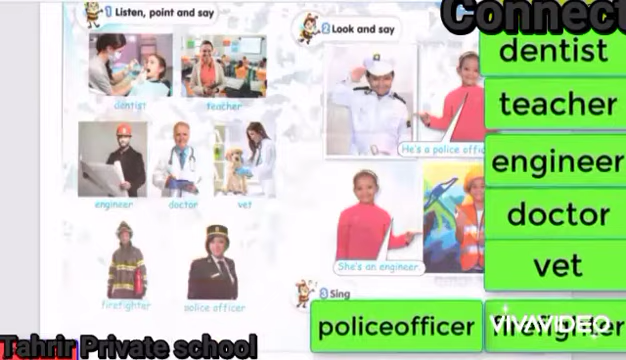 Connect
1 Listen, point and say
2 Look and say
dentist
teacher
engineer
doctor
vet
firefighter
police officer
He's a police offic
She's an engineer.
3 Sing
dentist
teacher
engineer
doctor
vet
policeofficer
firefighter
VIVAVIDEO
Tahrir Private school